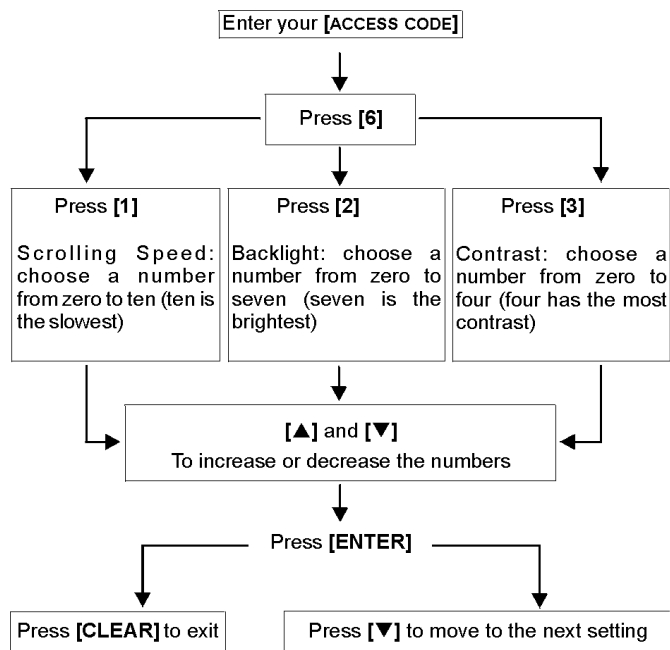 Enter your [ACCESS CODE]
Press [6]
Press [1]
Scrolling Speed:
choose a number
from zero to ten (ten is
the slowest)
Press [2]
Backlight: choose a
number from zero to
seven (seven is the
brightest)
Press [3]
Contrast: choose a
number from zero to
four (four has the most
contrast)
[▲] and [▼]
To increase or decrease the numbers
Press [ENTER]
Press [CLEAR] to exit
Press [▼] to move to the next setting